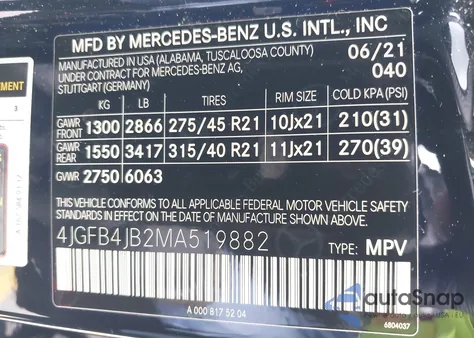 MFD BY MERCEDES-BENZ U.S. INTL., INC
MANUFACTURED IN USA (ALABAMA, TUSCALOOSA COUNTY) 06/21
UNDER CONTRACT FOR MERCEDES-BENZ AG, 040
STUTTGART (GERMANY)
KG LB TIRES RIM SIZE COLD KPA(PSI)
GAWR FRONT 1300 2866 275/45 R21 10Jx21 210(31)
GAWR REAR 1550 3417 315/40 R21 11Jx21 270(39)
GVWR 2750 6063
THIS VEHICLE CONFORMS TO ALL APPLICABLE FEDERAL MOTOR VEHICLE
SAFETY STANDARDS IN EFFECT ON THE DATE OF MANUFACTURE SHOWN ABOVE.
4JGFB4JB2MA519882 TYPE: MPV
A 000 817 52 04
6804037
autoSnap